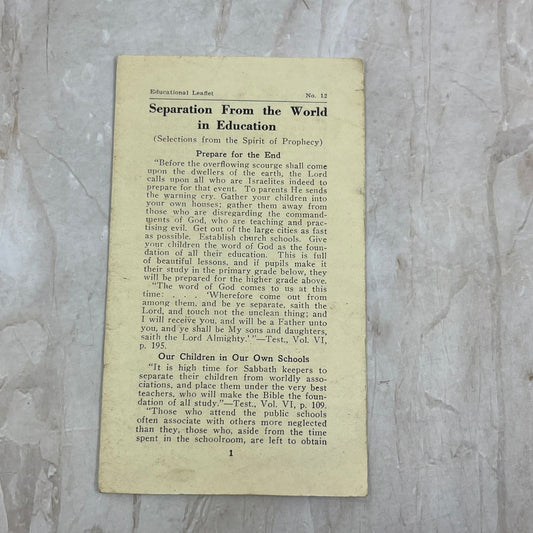 Educational Leaflet No. 12
Separation From the World
in Education
(Selections from the Spirit of Prophecy)
Prepare for the End
"Before the overflowing scourge shall come
upon the dwellers of the earth, the Lord
calls upon all who are Israelites indeed to
prepare for that event. To parents He sends
the warning cry. Gather your children into
your own houses; gather them away from
those who are disregarding the command-
ments of God, who are teaching and prac-
tising evil. Get out of the large cities as fast
as possible. Establish church schools. Give
your children the word of God as the foun-
dation of all their education. This is full
of beautiful lessons, and if pupils make it
their study in the primary grade below, they
will be prepared for the higher grade above.
"The word of God comes to us at this
time: . . . 'Wherefore come out from
among them, and be ye separate, saith the
Lord, and touch not the unclean thing; and
I will receive you, and will be a Father unto
you, and ye shall be My sons and daughters,
saith the Lord Almighty.'"—Test., Vol. VI,
p. 195.
Our Children in Our Own Schools
"It is high time for Sabbath keepers to
separate their children from worldly asso-
ciations, and place them under the very best
teachers, who will make the Bible the foun-
dation of all study."—Test., Vol. VI, p. 109.
"Those who attend the public schools
often associate with others more neglected
than they, those who, aside from the time
spent in the schoolroom, are left to obtain
1